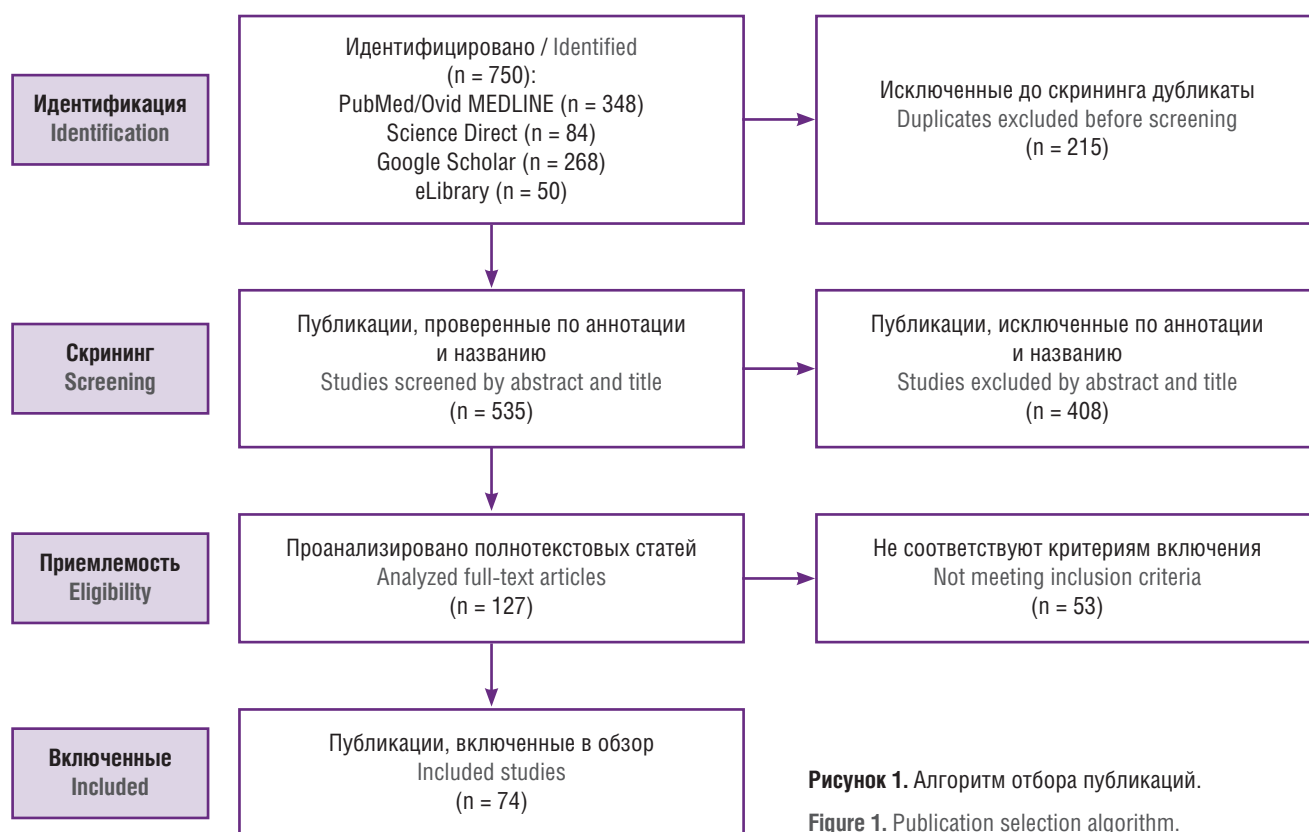 Идентификация
Identification
Идентифицировано / Identified
(n = 750):
PubMed/Ovid MEDLINE (n = 348)
Science Direct (n = 84)
Google Scholar (n = 268)
eLibrary (n = 50)
Исключенные до скрининга дубликаты
Duplicates excluded before screening
(n = 215)
Скрининг
Screening
Публикации, проверенные по аннотации
и названию
Studies screened by abstract and title
(n = 535)
Публикации, исключенные по аннотации
и названию
Studies excluded by abstract and title
(n = 408)
Приемлемость
Eligibility
Проанализировано полнотекстовых статей
Analyzed full-text articles
(n = 127)
Не соответствуют критериям включения
Not meeting inclusion criteria
(n = 53)
Включенные
Included
Публикации, включенные в обзор
Included studies
(n = 74)
Рисунок 1. Алгоритм отбора публикаций.
Figure 1. Publication selection algorithm.